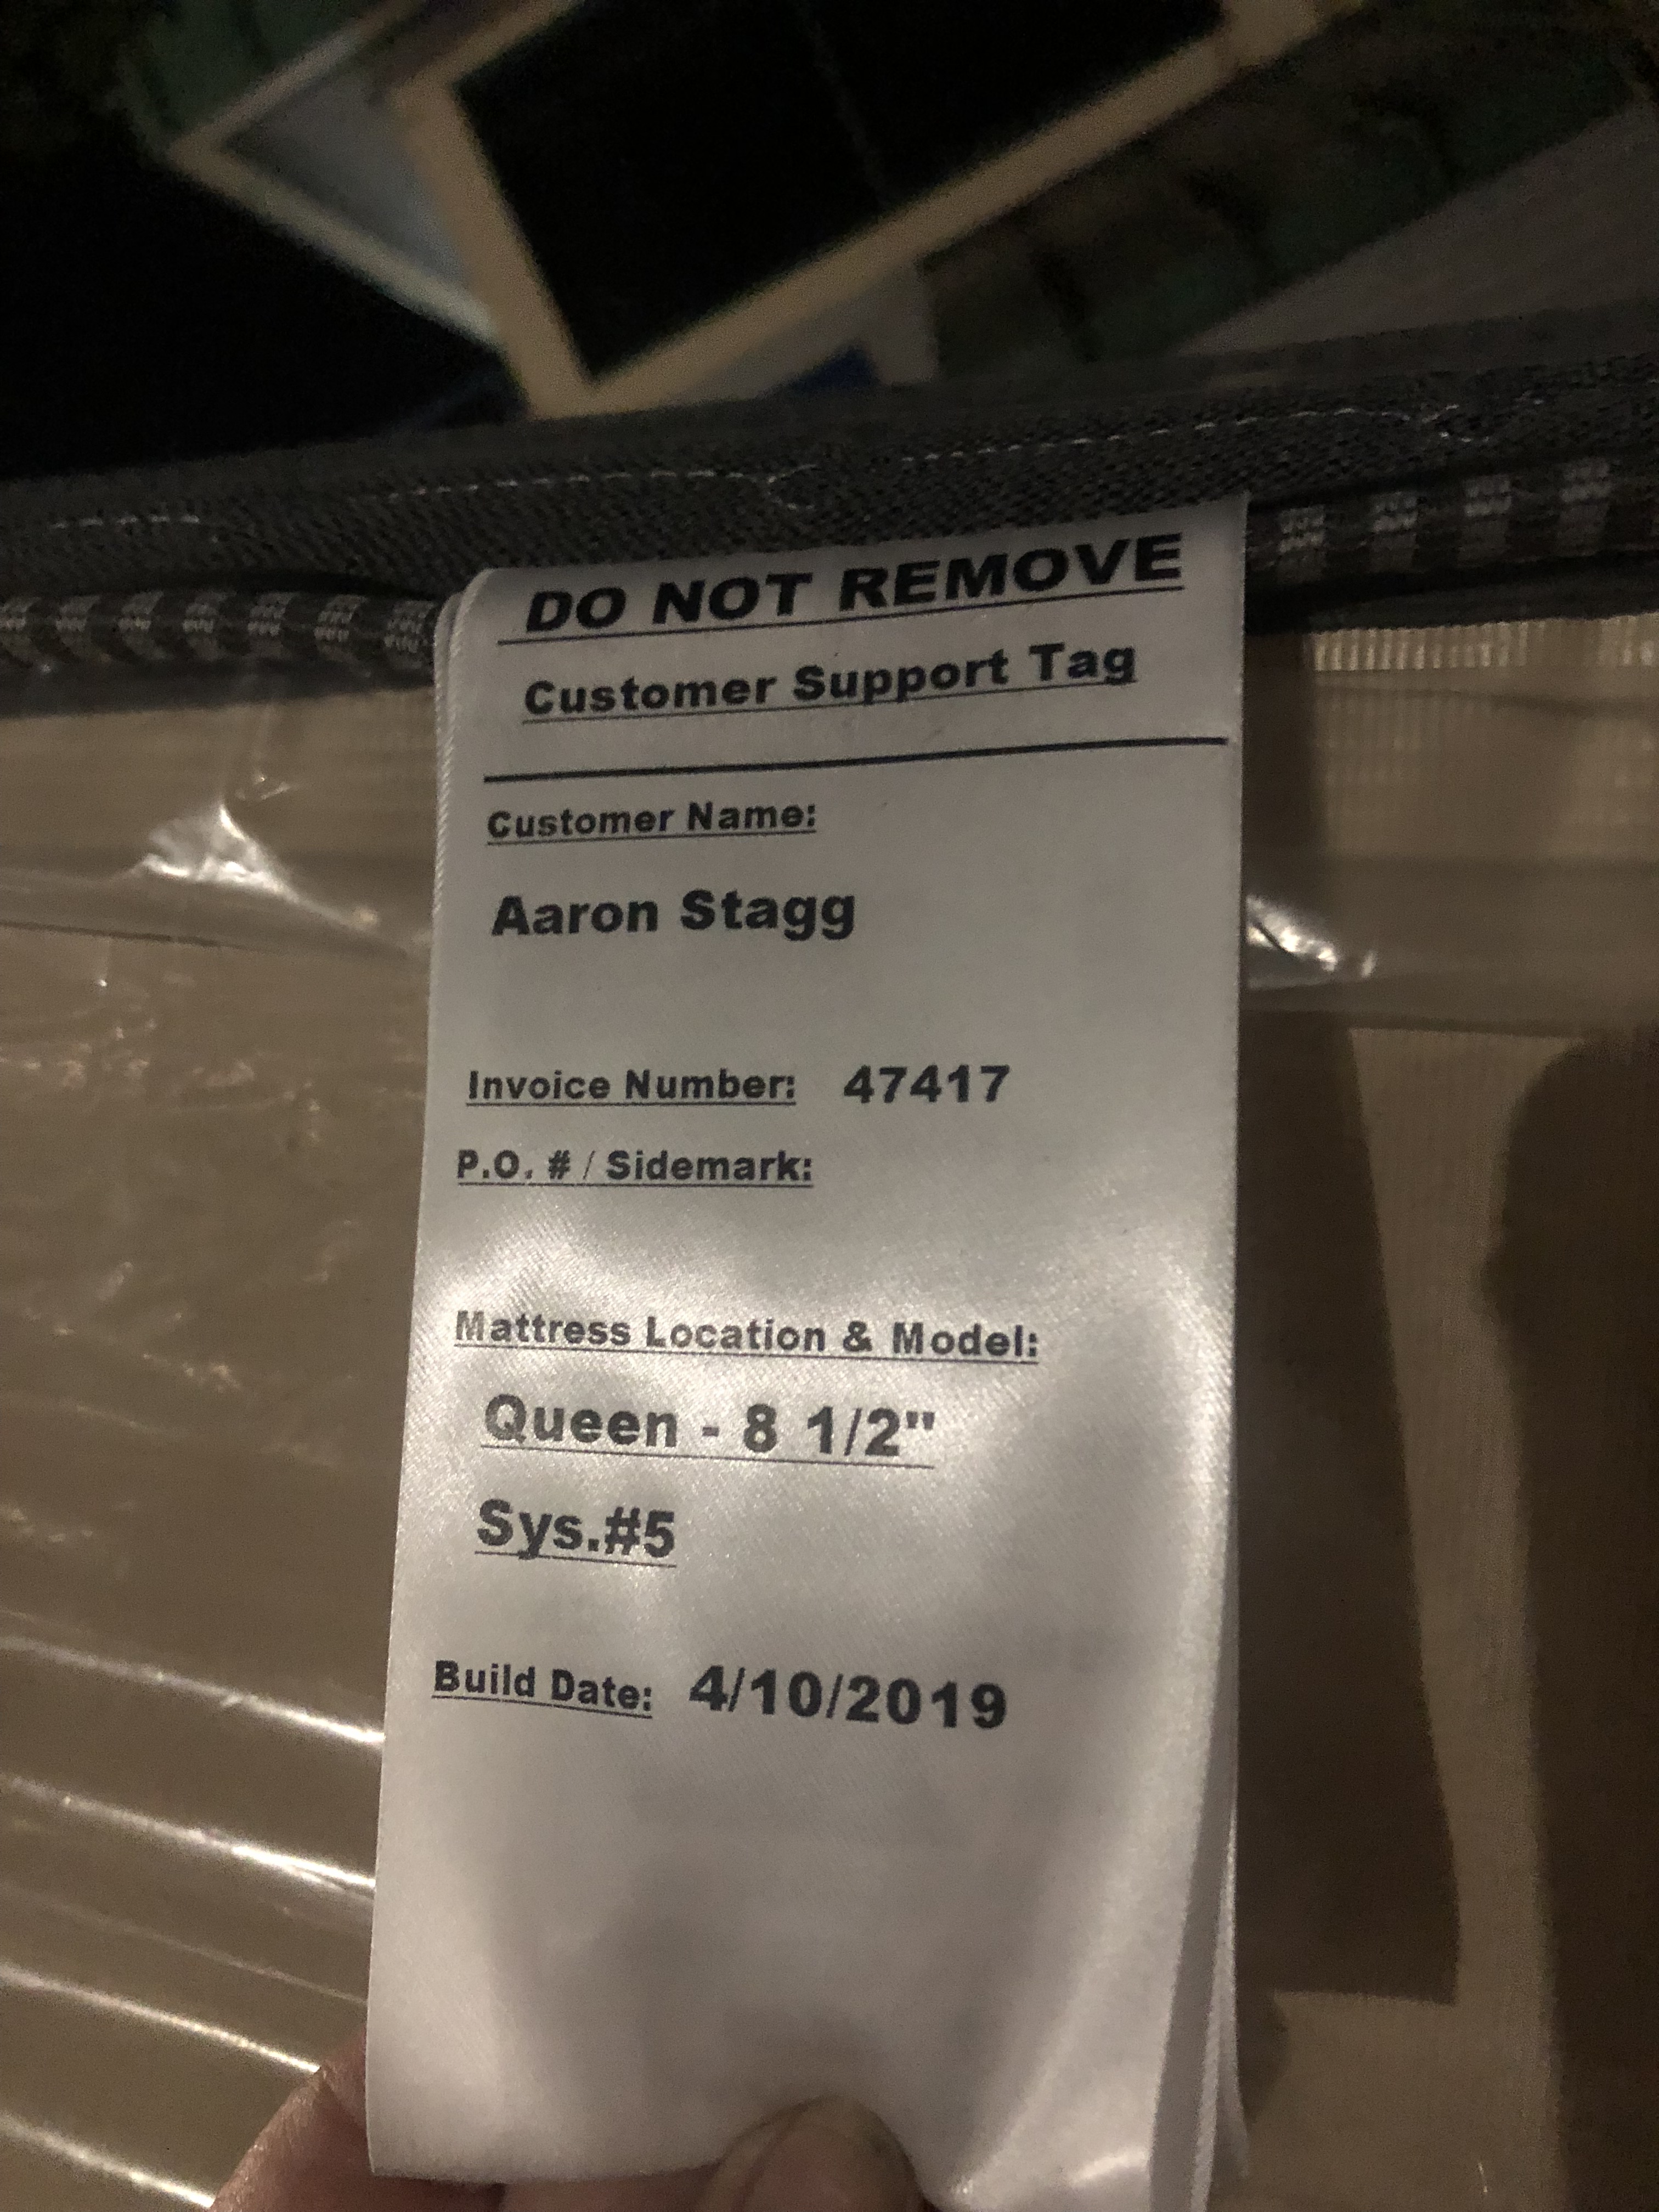 DO NOT REMOVE
Customer Support Tag
Customer Name:
Aaron Stagg
Invoice Number: 47417
P.O. # / Sidemark:
Mattress Location & Model:
Queen - 8 1/2"
Sys.#5
Build Date: 4/10/2019